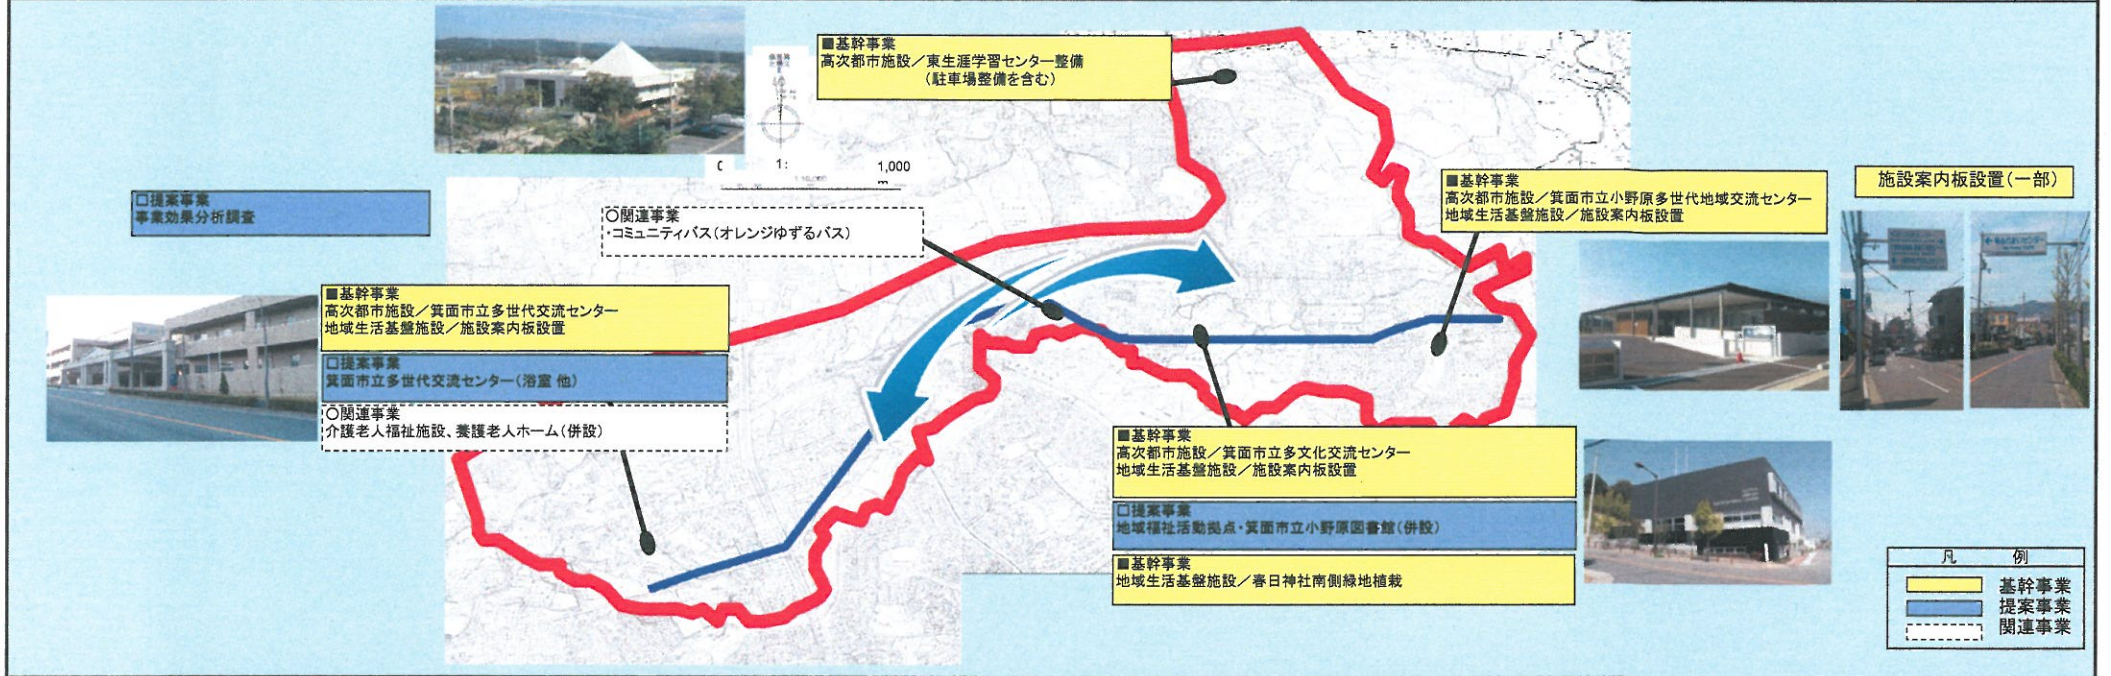 ■基幹事業
高次都市施設／東生涯学習センター整備
(駐車場整備を含む)
1:
1,000
m
□提案事業
事業効果分析調査
○関連事業
・コミュニティバス(オレンジゆずるバス)
■基幹事業
高次都市施設／箕面市立小野原多世代地域交流センター
地域生活基盤施設／施設案内板設置
施設案内板設置(一部)
■基幹事業
高次都市施設／箕面市立多世代交流センター
地域生活基盤施設／施設案内板設置
□提案事業
箕面市立多世代交流センター(浴室 他)
○関連事業
介護老人福祉施設、養護老人ホーム(併設)
■基幹事業
高次都市施設／箕面市立多文化交流センター
地域生活基盤施設／施設案内板設置
□提案事業
地域福祉活動拠点・箕面市立小野原図書館(併設)
■基幹事業
地域生活基盤施設／春日神社南側緑地植栽
凡 例
基幹事業
提案事業
関連事業